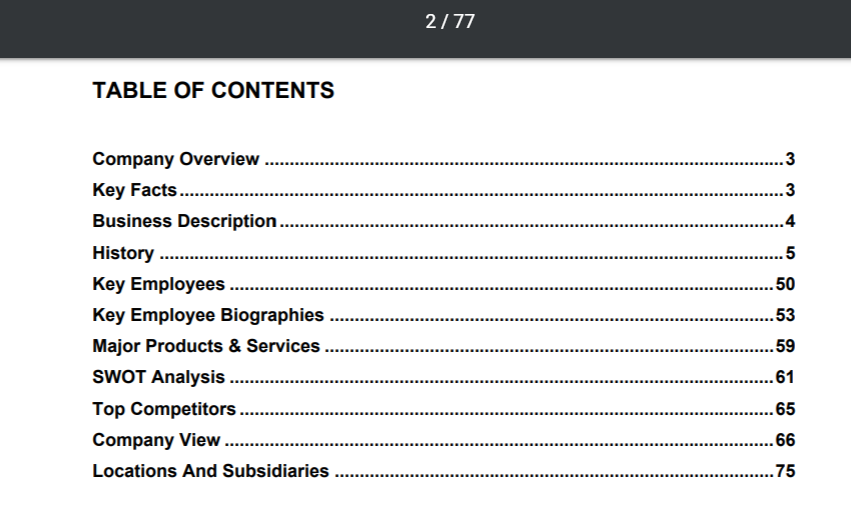 2 / 77
TABLE OF CONTENTS
Company Overview ........................................................................................................3
Key Facts.........................................................................................................................3
Business Description.....................................................................................................4
History .............................................................................................................................5
Key Employees .............................................................................................................50
Key Employee Biographies .........................................................................................53
Major Products & Services ..........................................................................................59
SWOT Analysis .............................................................................................................61
Top Competitors ...........................................................................................................65
Company View ..............................................................................................................66
Locations And Subsidiaries ........................................................................................75